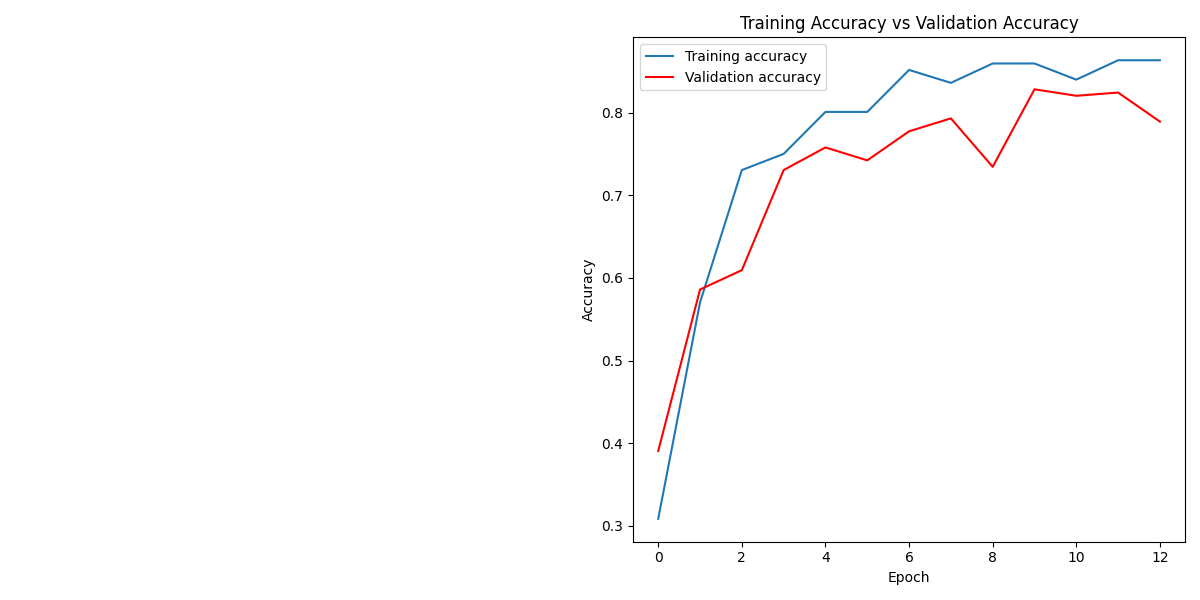 Training Accuracy vs Validation Accuracy
Training accuracy
Validation accuracy
0.8
0.7
0.6
0.5
0.4
0.3
Accuracy
0 2 4 6 8 10 12
Epoch